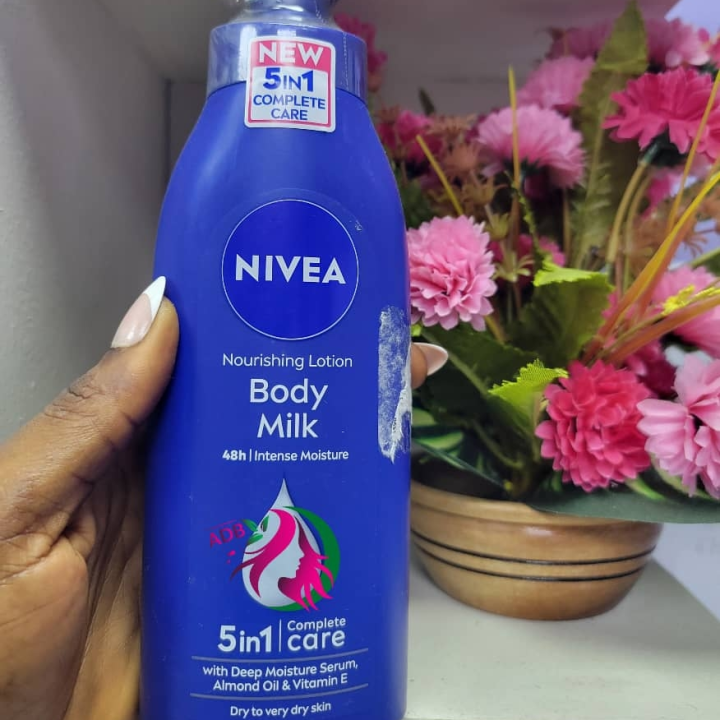 NEW
5IN1
COMPLETE
CARE
NIVEA
Nourishing Lotion
Body
Milk
48h | Intense Moisture
ADB
5in1 | Complete
care
with Deep Moisture Serum,
Almond Oil & Vitamin E
Dry to very dry skin